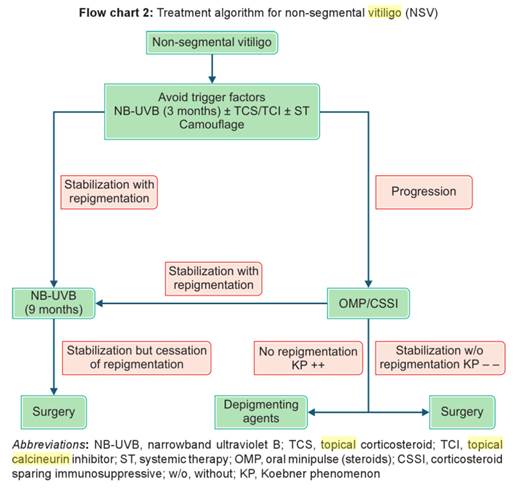 Flow chart 2: Treatment algorithm for non-segmental vitiligo (NSV)
Non-segmental vitiligo
Avoid trigger factors
NB-UVB (3 months) ± TCS/TCI ± ST
Camouflage
Stabilization with
repigmentation
Progression
Stabilization with
repigmentation
NB-UVB
(9 months)
OMP/CSSI
Stabilization but cessation
of repigmentation
No repigmentation
KP ++
Stabilization w/o
repigmentation KP – –
Surgery
Depigmenting
agents
Surgery
Abbreviations: NB-UVB, narrowband ultraviolet B; TCS, topical corticosteroid; TCI, topical
calcineurin inhibitor; ST, systemic therapy; OMP, oral minipulse (steroids); CSSI, corticosteroid
sparing immunosuppressive; w/o, without; KP, Koebner phenomenon